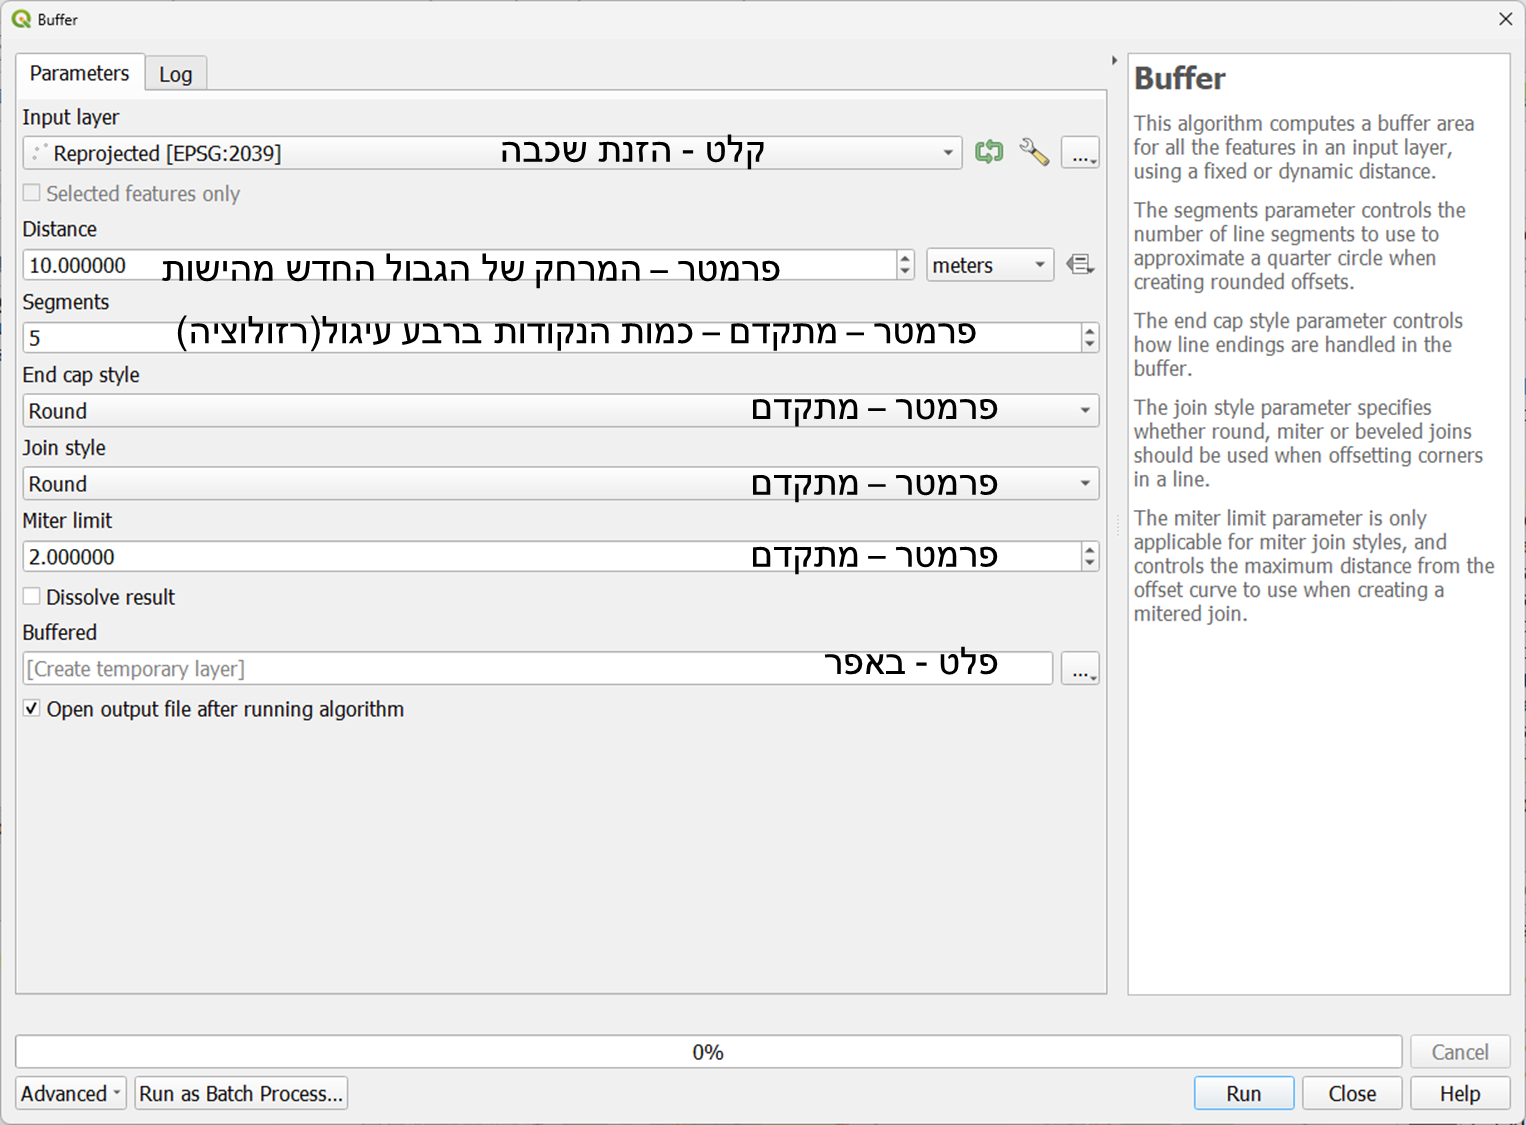 Buffer
Parameters
Log
Input layer
Reprojected [EPSG:2039]
קלט - הזנת שכבה
...
Selected features only
Distance
10.000000
פרמטר – המרחק של הגבול החדש מהישות
meters
Segments
5
פרמטר – מתקדם – כמות הנקודות ברבע עיגול(רזולוציה)
End cap style
Round
פרמטר – מתקדם
Join style
Round
פרמטר – מתקדם
Miter limit
2.000000
פרמטר – מתקדם
Dissolve result
Buffered
[Create temporary layer]
פלט - באפר
...
Open output file after running algorithm
Buffer
This algorithm computes a buffer area
for all the features in an input layer,
using a fixed or dynamic distance.
The segments parameter controls the
number of line segments to use to
approximate a quarter circle when
creating rounded offsets.
The end cap style parameter controls
how line endings are handled in the
buffer.
The join style parameter specifies
whether round, miter or beveled joins
should be used when offsetting corners
in a line.
The miter limit parameter is only
applicable for miter join styles, and
controls the maximum distance from the
offset curve to use when creating a
mitered join.
0%
Cancel
Advanced
Run as Batch Process...
Run
Close
Help